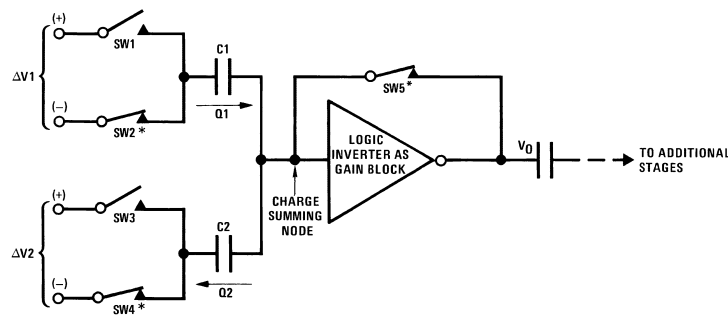 (+)
SW1
ΔV1
(−)
SW2*
C1
Q1
SW5*
LOGIC
INVERTER AS
GAIN BLOCK
V0
TO ADDITIONAL
STAGES
CHARGE
SUMMING
NODE
(+)
SW3
ΔV2
(−)
SW4*
C2
Q2